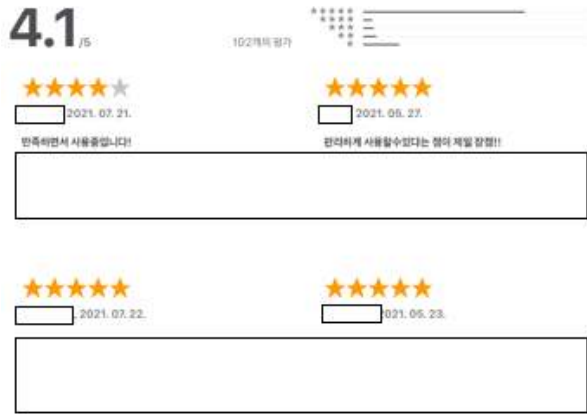 4.1/5
102개의 평가
2021. 07. 21.
만족하면서 사용중입니다!
2021. 05. 27.
편리하게 사용할수있다는 점이 제일 장점!!
2021. 07. 22.
2021. 05. 23.